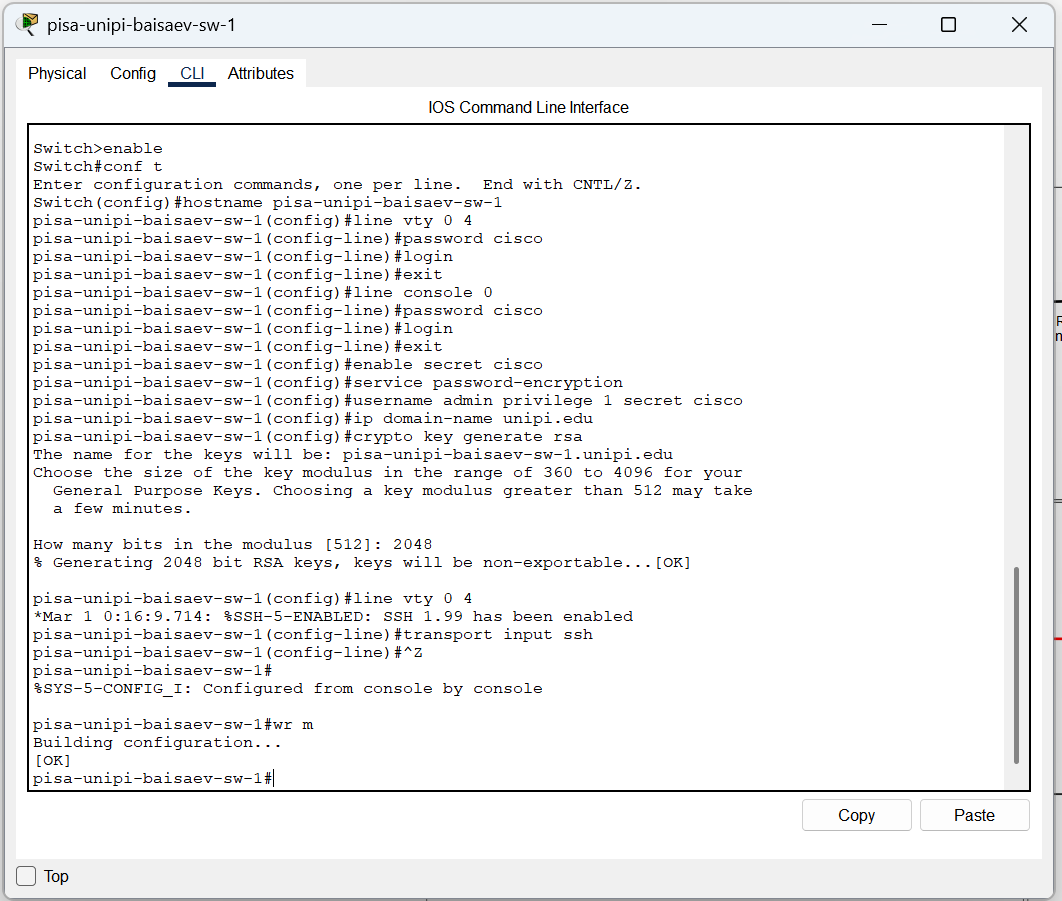 pisa-unipi-baisaev-sw-1
Physical Config CLI Attributes
IOS Command Line Interface
Switch>enable
Switch#conf t
Enter configuration commands, one per line.  End with CNTL/Z.
Switch(config)#hostname pisa-unipi-baisaev-sw-1
pisa-unipi-baisaev-sw-1(config)#line vty 0 4
pisa-unipi-baisaev-sw-1(config-line)#password cisco
pisa-unipi-baisaev-sw-1(config-line)#login
pisa-unipi-baisaev-sw-1(config-line)#exit
pisa-unipi-baisaev-sw-1(config)#line console 0
pisa-unipi-baisaev-sw-1(config-line)#password cisco
pisa-unipi-baisaev-sw-1(config-line)#login
pisa-unipi-baisaev-sw-1(config-line)#exit
pisa-unipi-baisaev-sw-1(config)#enable secret cisco
pisa-unipi-baisaev-sw-1(config)#service password-encryption
pisa-unipi-baisaev-sw-1(config)#username admin privilege 1 secret cisco
pisa-unipi-baisaev-sw-1(config)#ip domain-name unipi.edu
pisa-unipi-baisaev-sw-1(config)#crypto key generate rsa
The name for the keys will be: pisa-unipi-baisaev-sw-1.unipi.edu
Choose the size of the key modulus in the range of 360 to 4096 for your
  General Purpose Keys. Choosing a key modulus greater than 512 may take
  a few minutes.
How many bits in the modulus [512]: 2048
% Generating 2048 bit RSA keys, keys will be non-exportable...[OK]
pisa-unipi-baisaev-sw-1(config)#line vty 0 4
*Mar 1 0:16:9.714: %SSH-5-ENABLED: SSH 1.99 has been enabled
pisa-unipi-baisaev-sw-1(config-line)#transport input ssh
pisa-unipi-baisaev-sw-1(config-line)#^Z
pisa-unipi-baisaev-sw-1#
%SYS-5-CONFIG_I: Configured from console by console
pisa-unipi-baisaev-sw-1#wr m
Building configuration...
[OK]
pisa-unipi-baisaev-sw-1#
Copy Paste
Top